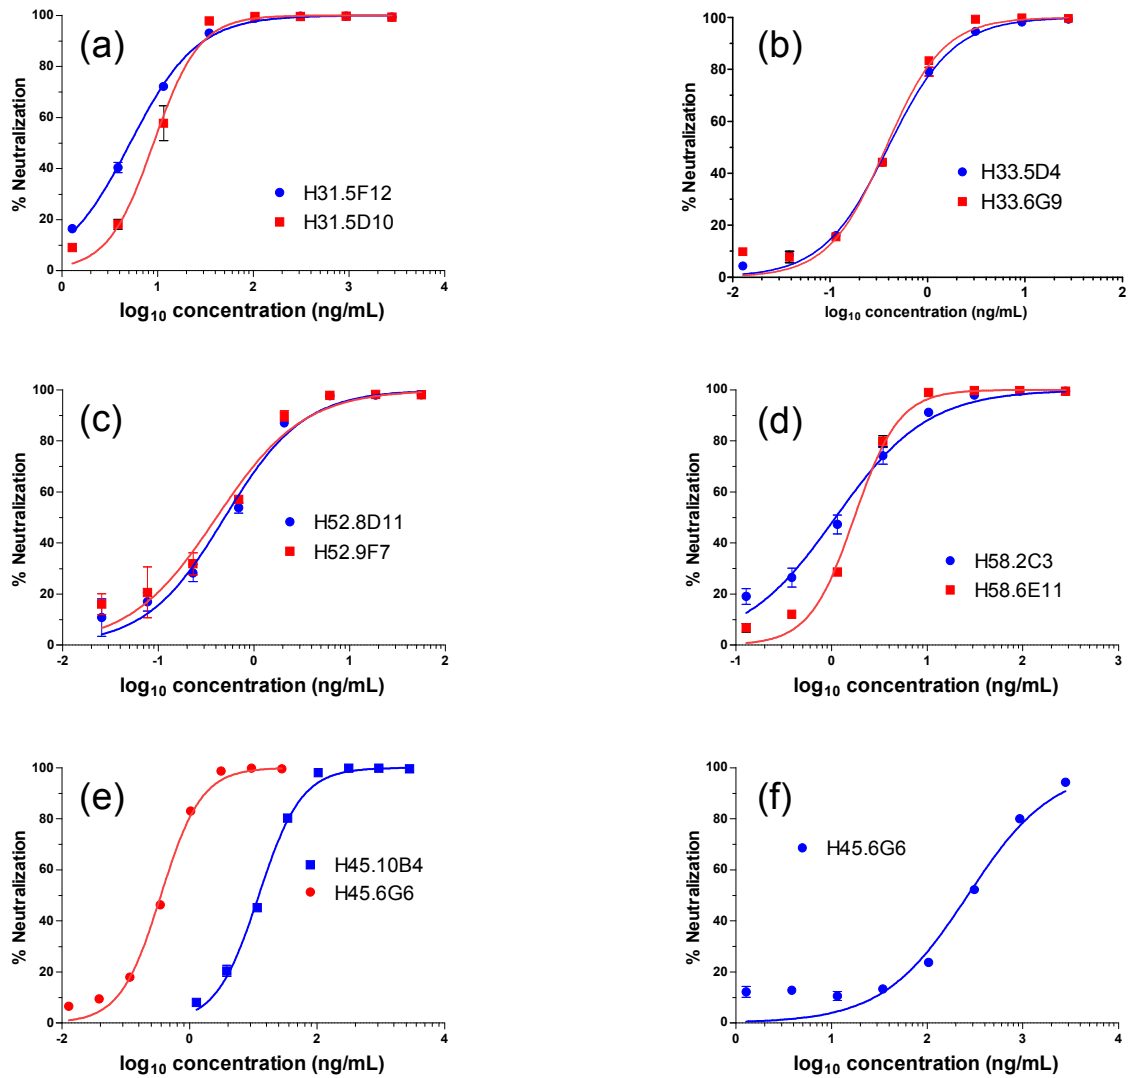 (a)
% Neutralization
100
80
60
40
20
0
H31.5F12
H31.5D10
0 1 2 3 4
log10 concentration (ng/mL)
(b)
% Neutralization
100
80
60
40
20
0
H33.5D4
H33.6G9
-2 -1 0 1 2
log10 concentration (ng/mL)
(c)
% Neutralization
100
80
60
40
20
0
H52.8D11
H52.9F7
-2 -1 0 1 2
log10 concentration (ng/mL)
(d)
% Neutralization
100
80
60
40
20
0
H58.2C3
H58.6E11
-1 0 1 2 3
log10 concentration (ng/mL)
(e)
% Neutralization
100
80
60
40
20
0
H45.10B4
H45.6G6
-2 0 2 4
log10 concentration (ng/mL)
(f)
% Neutralization
100
80
60
40
20
0
H45.6G6
0 1 2 3 4
log10 concentration (ng/mL)